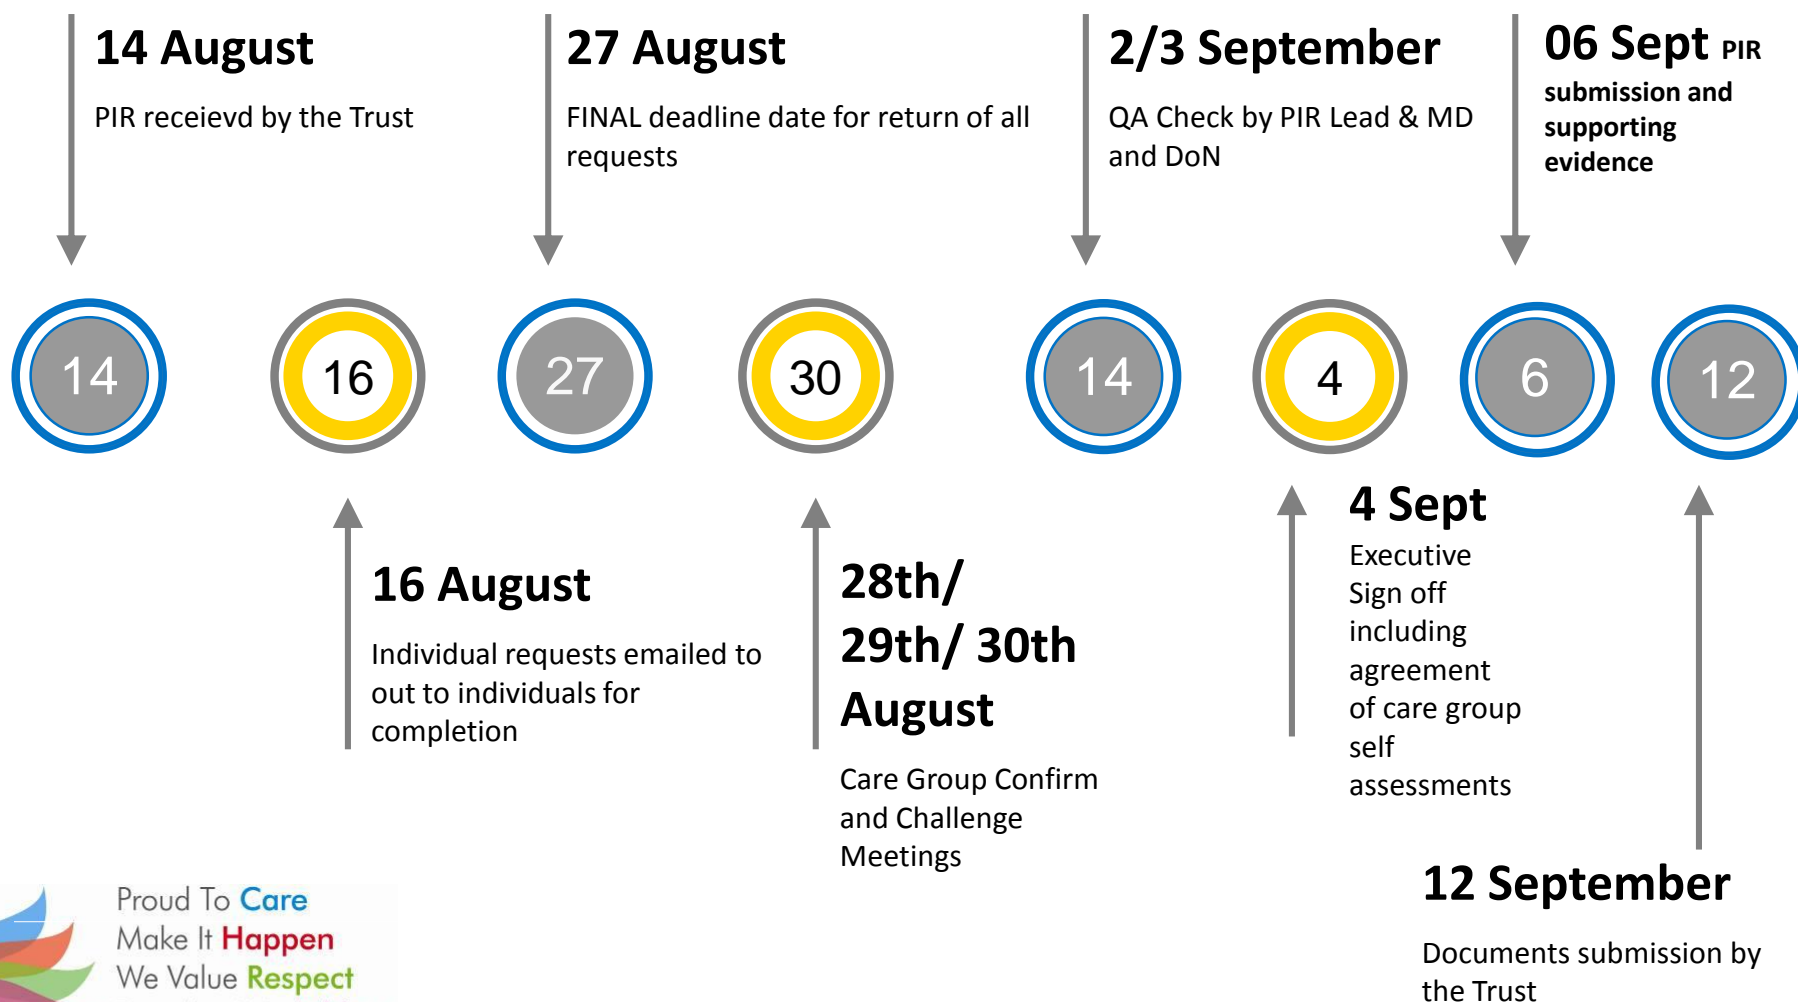 14 August
PIR receievd by the Trust
27 August
FINAL deadline date for return of all
requests
2/3 September
QA Check by PIR Lead & MD
and DoN
06 Sept PIR
submission and
supporting
evidence
14
16
27
30
14
4
6
12
16 August
Individual requests emailed to
out to individuals for
completion
28th/
29th/ 30th
August
Care Group Confirm
and Challenge
Meetings
4 Sept
Executive
Sign off
including
agreement
of care group
self
assessments
12 September
Documents submission by
the Trust
Proud To Care
Make It Happen
We Value Respect